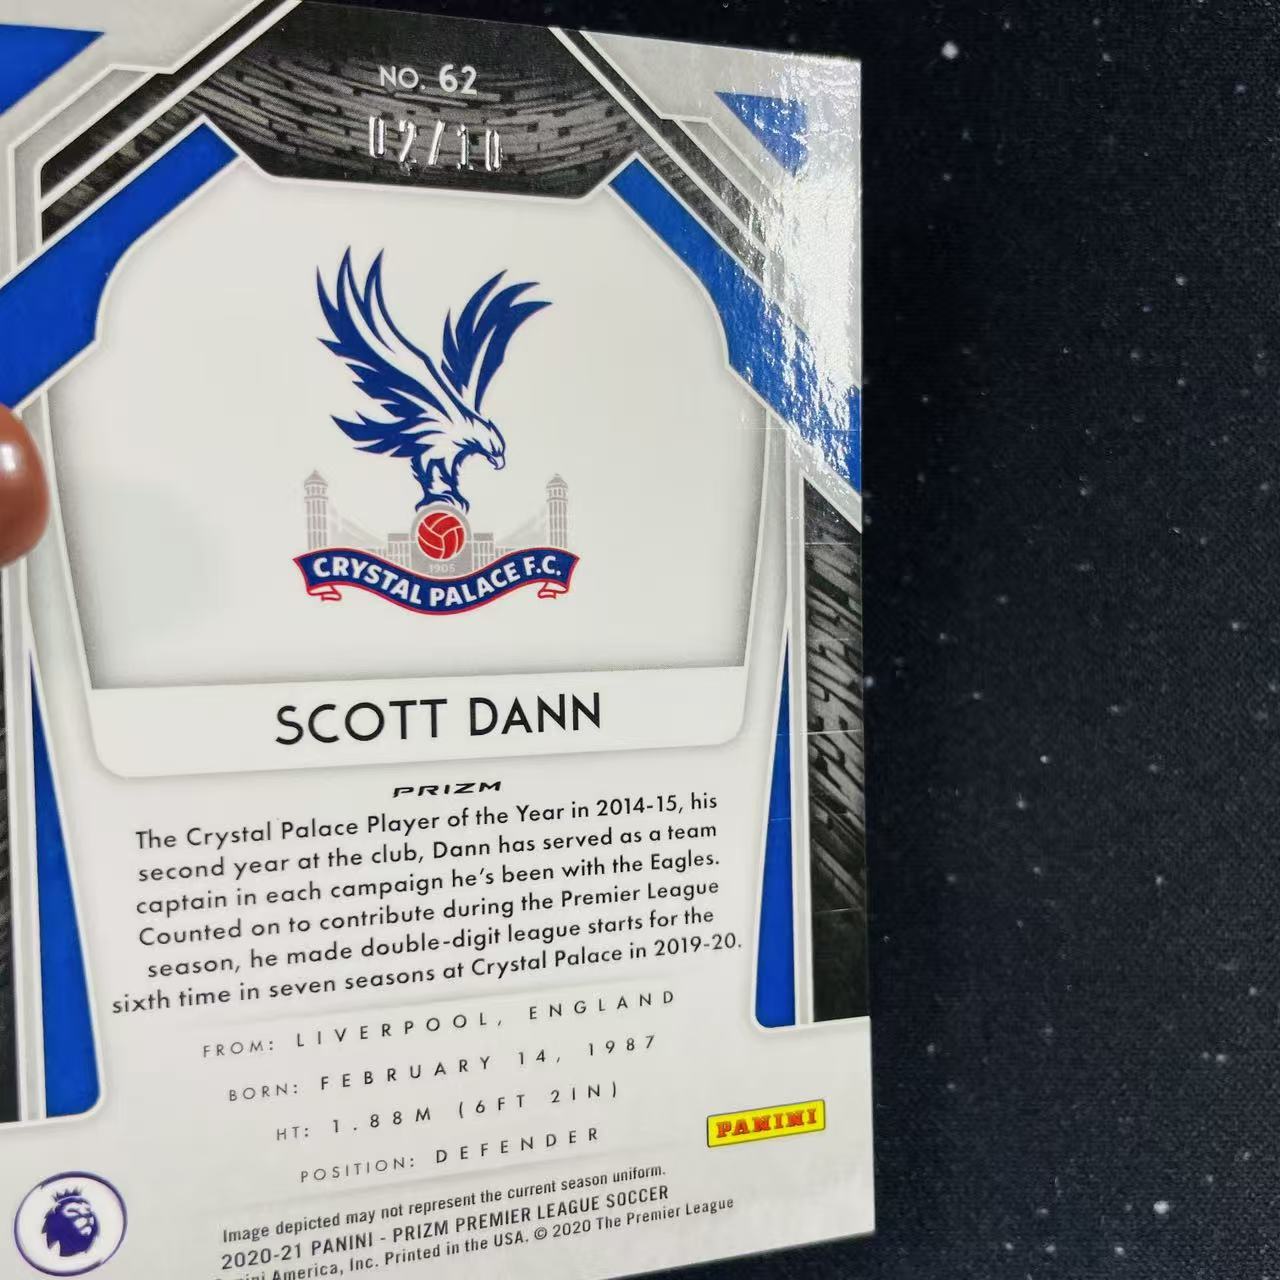 NO. 62
02/10
1905
CRYSTAL PALACE F.C.
SCOTT DANN
PRIZM
The Crystal Palace Player of the Year in 2014-15, his
second year at the club, Dann has served as a team
captain in each campaign he's been with the Eagles.
Counted on to contribute during the Premier League
season, he made double-digit league starts for the
sixth time in seven seasons at Crystal Palace in 2019-20.
FROM: LIVERPOOL, ENGLAND
BORN: FEBRUARY 14, 1987
HT: 1.88M (6FT 2IN)
POSITION: DEFENDER
PANINI
Image depicted may not represent the current season uniform.
2020-21 PANINI - PRIZM PREMIER LEAGUE SOCCER
America, Inc. Printed in the USA. © 2020 The Premier League